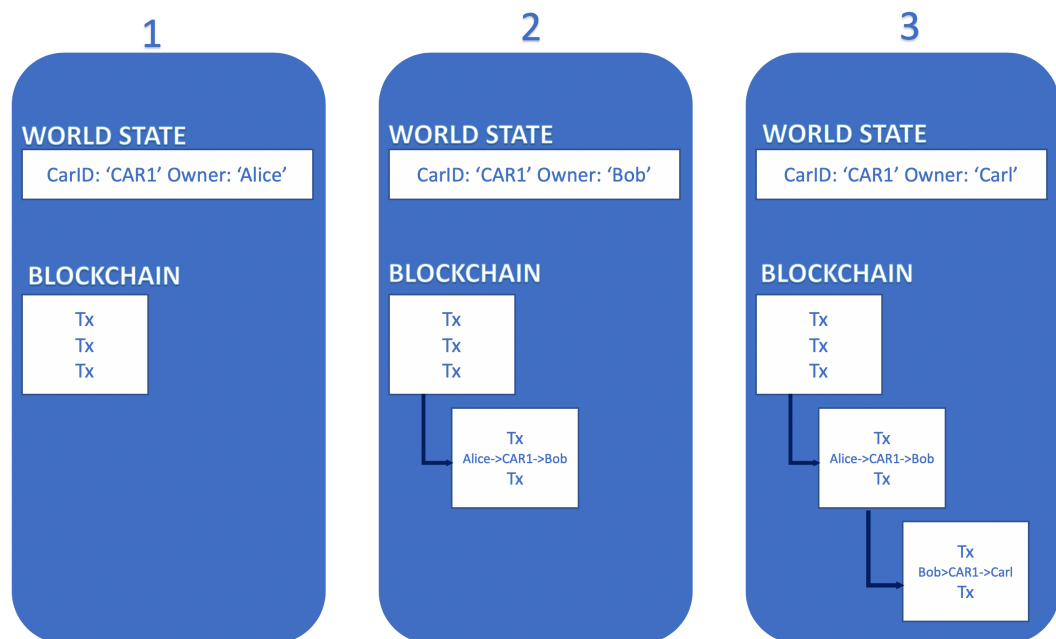 1
WORLD STATE
CarID: ‘CAR1’ Owner: ‘Alice’
BLOCKCHAIN
Tx
Tx
Tx
2
WORLD STATE
CarID: ‘CAR1’ Owner: ‘Bob’
BLOCKCHAIN
Tx
Tx
Tx
Tx
Alice->CAR1->Bob
Tx
3
WORLD STATE
CarID: ‘CAR1’ Owner: ‘Carl’
BLOCKCHAIN
Tx
Tx
Tx
Tx
Alice->CAR1->Bob
Tx
Tx
Bob>CAR1->Carl
Tx